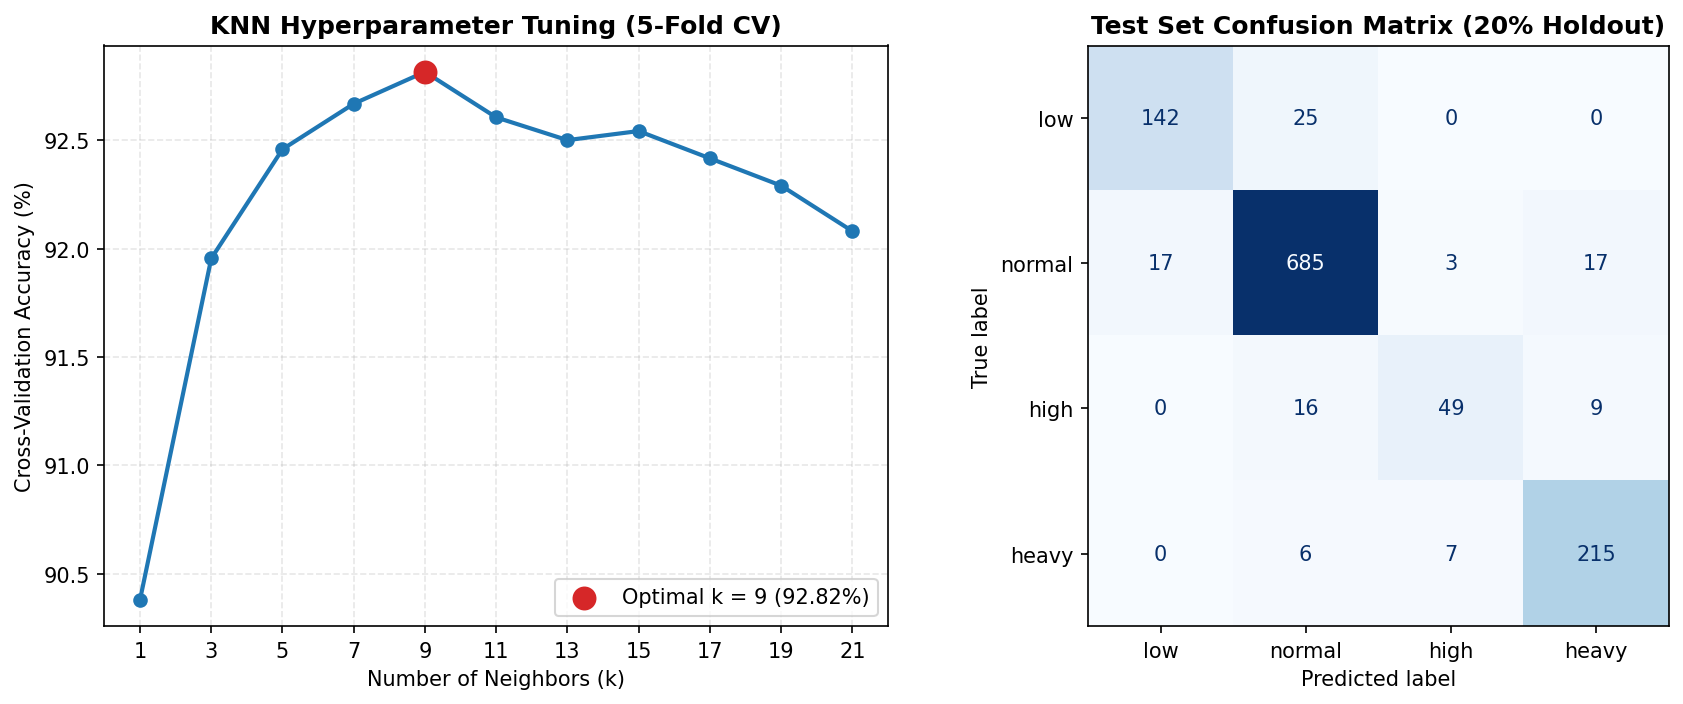 KNN Hyperparameter Tuning (5-Fold CV)
Cross-Validation Accuracy (%)
92.5
92.0
91.5
91.0
90.5
Optimal k = 9 (92.82%)
1 3 5 7 9 11 13 15 17 19 21
Number of Neighbors (k)
Test Set Confusion Matrix (20% Holdout)
True label
low 142 25 0 0
normal 17 685 3 17
high 0 16 49 9
heavy 0 6 7 215
low normal high heavy
Predicted label